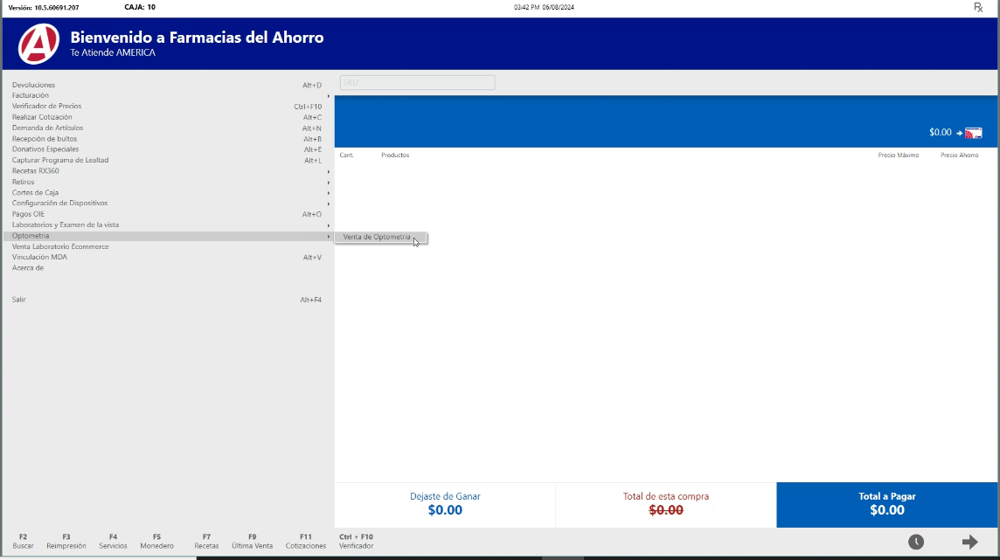 Versión: 10.5.60691.207 CAJA: 10 03:42 PM 06/08/2024
Bienvenido a Farmacias del Ahorro
Te Atiende AMERICA
SKU
Devoluciones Alt+D
Facturación
Verificador de Precios Ctrl+F10
Realizar Cotización Alt+C
Demanda de Artículos Alt+N
Recepción de bultos Alt+B
Donativos Especiales Alt+E
Capturar Programa de Lealtad Alt+L
Recetas RX360
Retiros
Cortes de Caja
Configuración de Dispositivos
Pagos OIE Alt+O
Laboratorios y Examen de la vista
Optometria
Venta de Optometria
Venta Laboratorio Ecommerce
Vinculación MDA Alt+V
Acerca de
Salir Alt+F4
$0.00
Cant. Productos Precio Máximo Precio Ahorro
Dejaste de Ganar
$0.00
Total de esta compra
$0.00
Total a Pagar
$0.00
F2 F3 F4 F5 F7 F9 F11 Ctrl + F10
Buscar Reimpresión Servicios Monedero Recetas Última Venta Cotizaciones Verificador